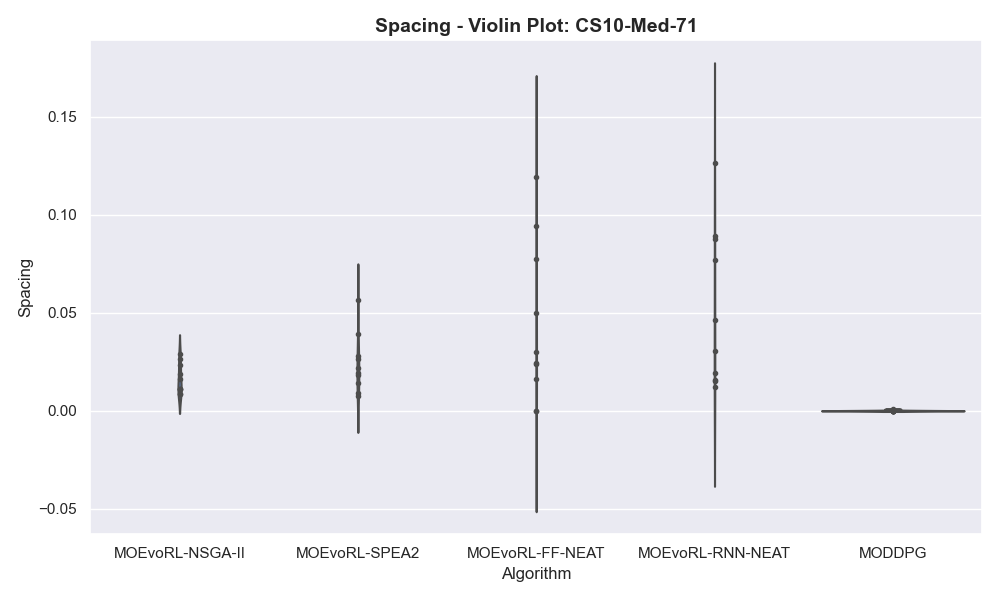 Spacing - Violin Plot: CS10-Med-71
Spacing
0.15
0.10
0.05
0.00
−0.05
MOEvoRL-NSGA-II
MOEvoRL-SPEA2
MOEvoRL-FF-NEAT
MOEvoRL-RNN-NEAT
MODDPG
Algorithm